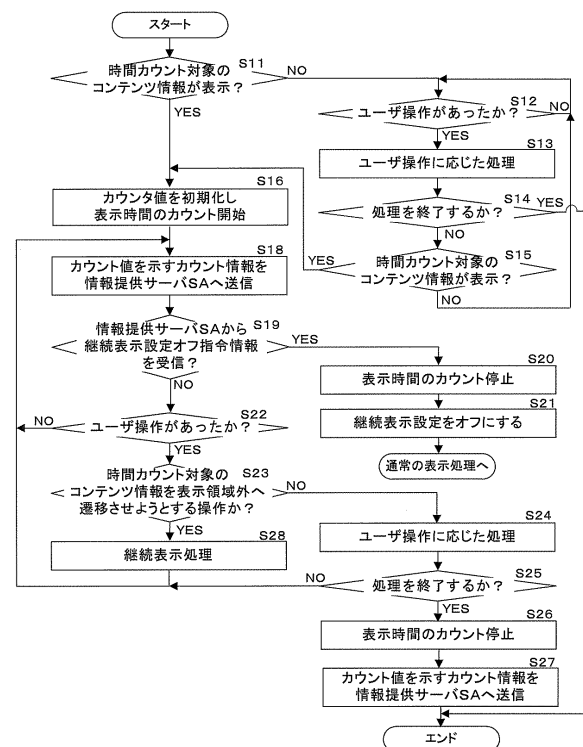 スタート
S11
時間カウント対象の
コンテンツ情報が表示？
NO
YES
S12
ユーザ操作があったか？
NO
YES
S13
ユーザ操作に応じた処理
S14
処理を終了するか？
YES
NO
S15
時間カウント対象の
コンテンツ情報が表示？
YES
NO
S16
カウンタ値を初期化し
表示時間のカウント開始
S18
カウント値を示すカウント情報を
情報提供サーバSAへ送信
S19
情報提供サーバSAから
継続表示設定オフ指令情報
を受信？
YES
NO
S20
表示時間のカウント停止
S21
継続表示設定をオフにする
通常の表示処理へ
S22
ユーザ操作があったか？
NO
YES
S23
時間カウント対象の
コンテンツ情報を表示領域外へ
遷移させようとする操作か？
NO
YES
S28
継続表示処理
S24
ユーザ操作に応じた処理
S25
処理を終了するか？
NO
YES
S26
表示時間のカウント停止
S27
カウント値を示すカウント情報を
情報提供サーバSAへ送信
エンド